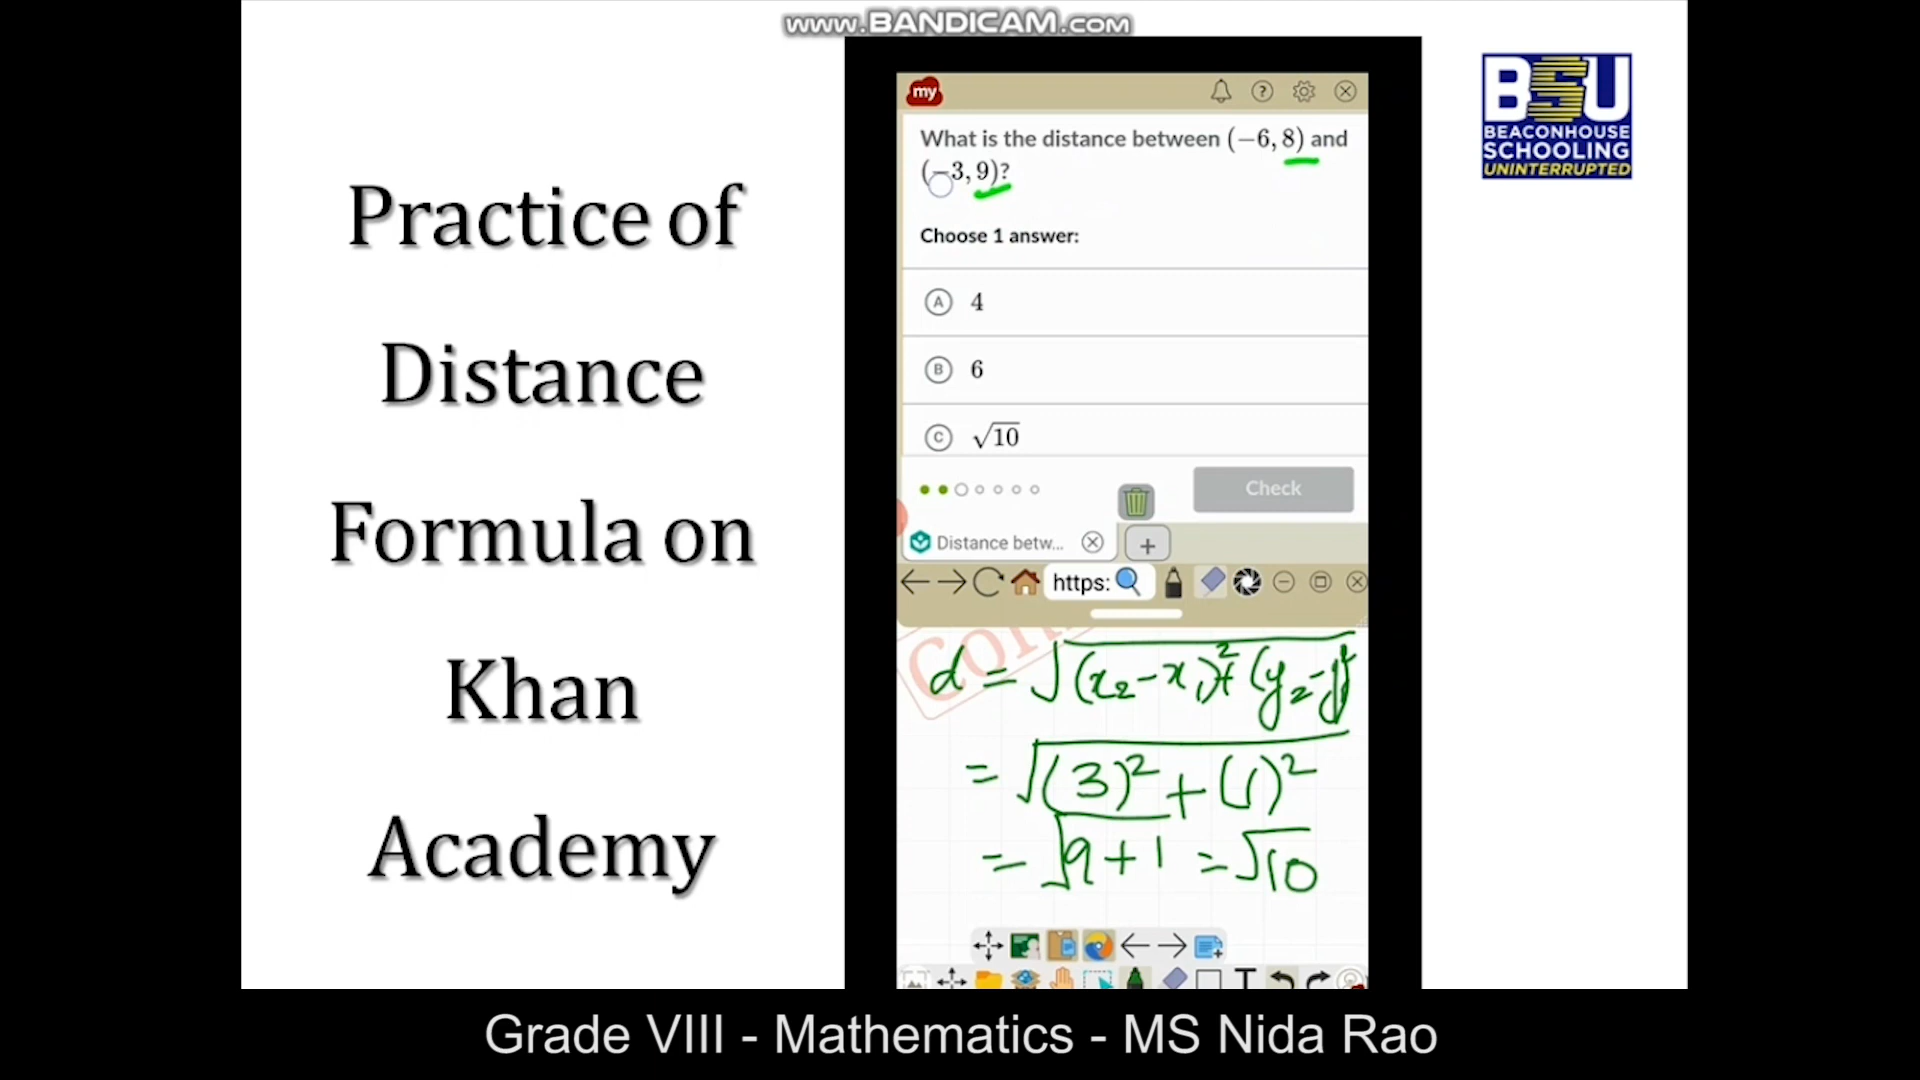 www.BANDICAM.com
Practice of
Distance
Formula on
Khan
Academy
my
What is the distance between (−6, 8) and
(−3, 9)?
Choose 1 answer:
A 4
B 6
C √10
Check
Distance betw...
https:
d = √(x₂-x₁)²+(y₂-y₁)²
= √(3)² + (1)²
= √9+1 = √10
BSU
BEACONHOUSE
SCHOOLING
UNINTERRUPTED
Grade VIII - Mathematics - MS Nida Rao